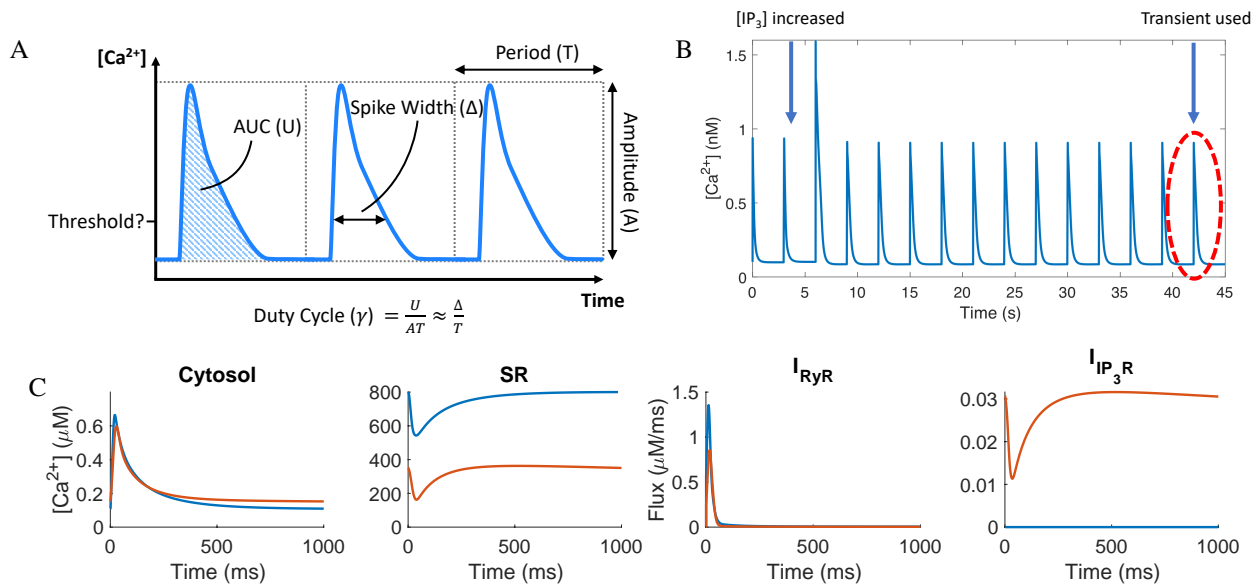 A
[Ca²⁺]
Period (T)
AUC (U)
Spike Width (Δ)
Amplitude (A)
Threshold?
Time
Duty Cycle (γ) = U/AT ≈ Δ/T
B
[IP₃] increased
Transient used
[Ca²⁺] (nM)
1.5
1
0.5
0
0 5 10 15 20 25 30 35 40 45
Time (s)
C
Cytosol
[Ca²⁺] (μM)
0.6
0.4
0.2
0
0 500 1000
Time (ms)
SR
800
600
400
200
0
0 500 1000
Time (ms)
I_RyR
Flux (μM/ms)
1.5
1
0.5
0
0 500 1000
Time (ms)
I_IP₃R
0.03
0.02
0.01
0
0 500 1000
Time (ms)